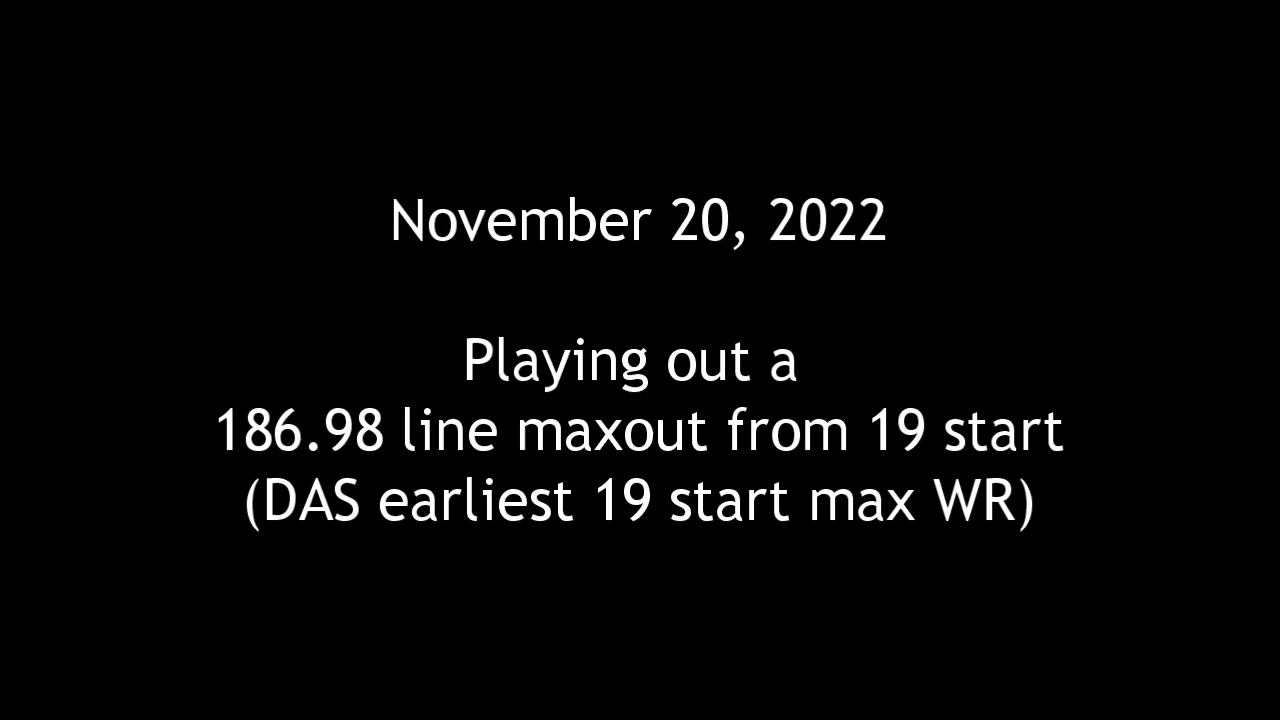 November 20, 2022
Playing out a
186.98 line maxout from 19 start
(DAS earliest 19 start max WR)